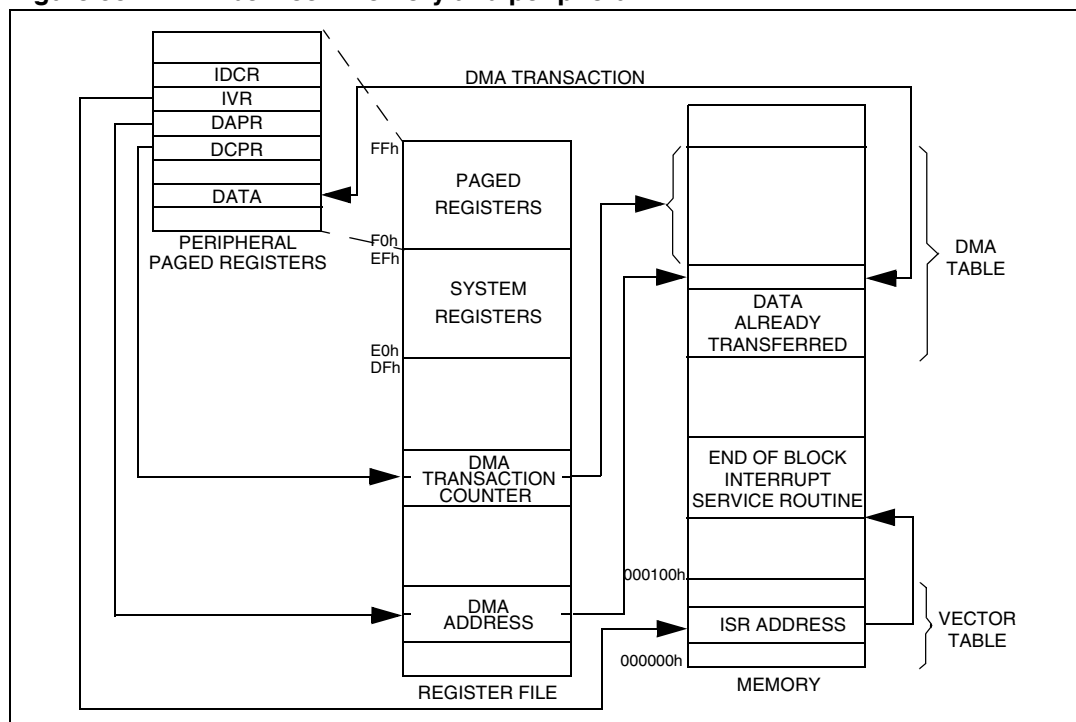 IDCR
IVR
DAPR
DCPR
DATA
PERIPHERAL
PAGED REGISTERS
DMA TRANSACTION
FFh
PAGED
REGISTERS
F0h
EFh
SYSTEM
REGISTERS
E0h
DFh
DMA
TRANSACTION
COUNTER
DMA
ADDRESS
REGISTER FILE
DMA
TABLE
DATA
ALREADY
TRANSFERRED
END OF BLOCK
INTERRUPT
SERVICE ROUTINE
000100h
ISR ADDRESS
VECTOR
TABLE
000000h
MEMORY